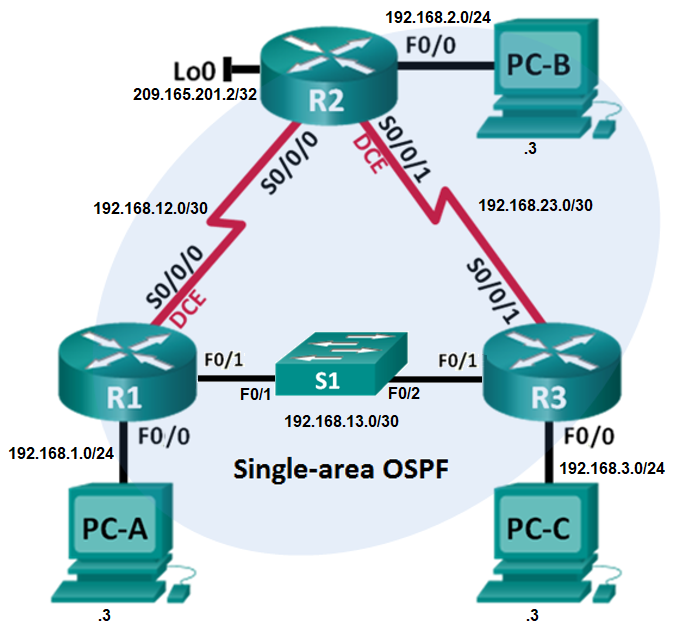 192.168.2.0/24
F0/0
PC-B
Lo0
R2
209.165.201.2/32
.3
S0/0/0
S0/0/1
DCE
192.168.12.0/30
192.168.23.0/30
S0/0/0
DCE
S0/0/1
F0/1
S1
F0/1
R1
F0/1
F0/2
R3
192.168.13.0/30
F0/0
F0/0
192.168.1.0/24
Single-area OSPF
192.168.3.0/24
PC-A
PC-C
.3
.3